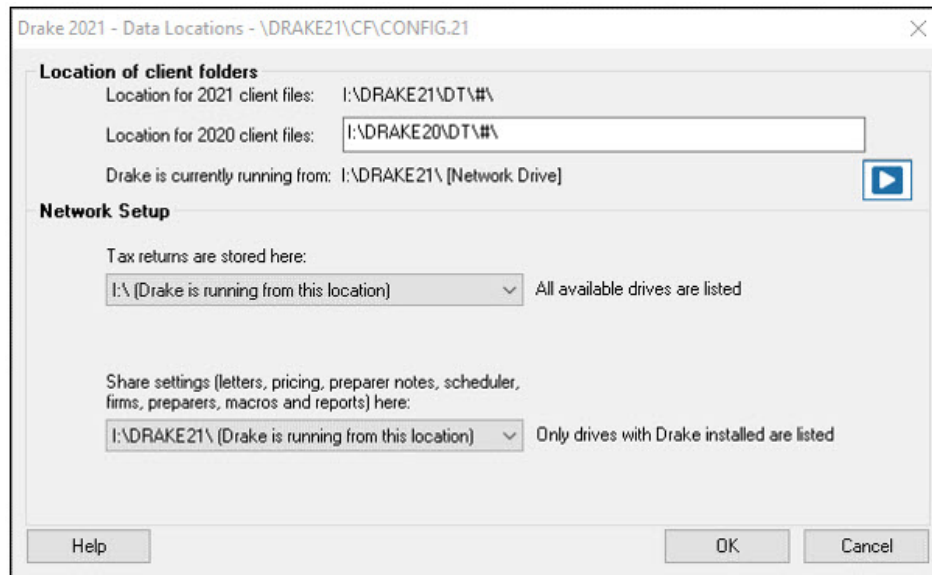 Drake 2021 - Data Locations - \DRAKE21\CF\CONFIG.21
Location of client folders
Location for 2021 client files: I:\DRAKE21\DT\#\
Location for 2020 client files: I:\DRAKE20\DT\#\
Drake is currently running from: I:\DRAKE21\ [Network Drive]
Network Setup
Tax returns are stored here:
I:\ (Drake is running from this location) All available drives are listed
Share settings (letters, pricing, preparer notes, scheduler,
firms, preparers, macros and reports) here:
I:\DRAKE21\ (Drake is running from this location) Only drives with Drake installed are listed
Help OK Cancel